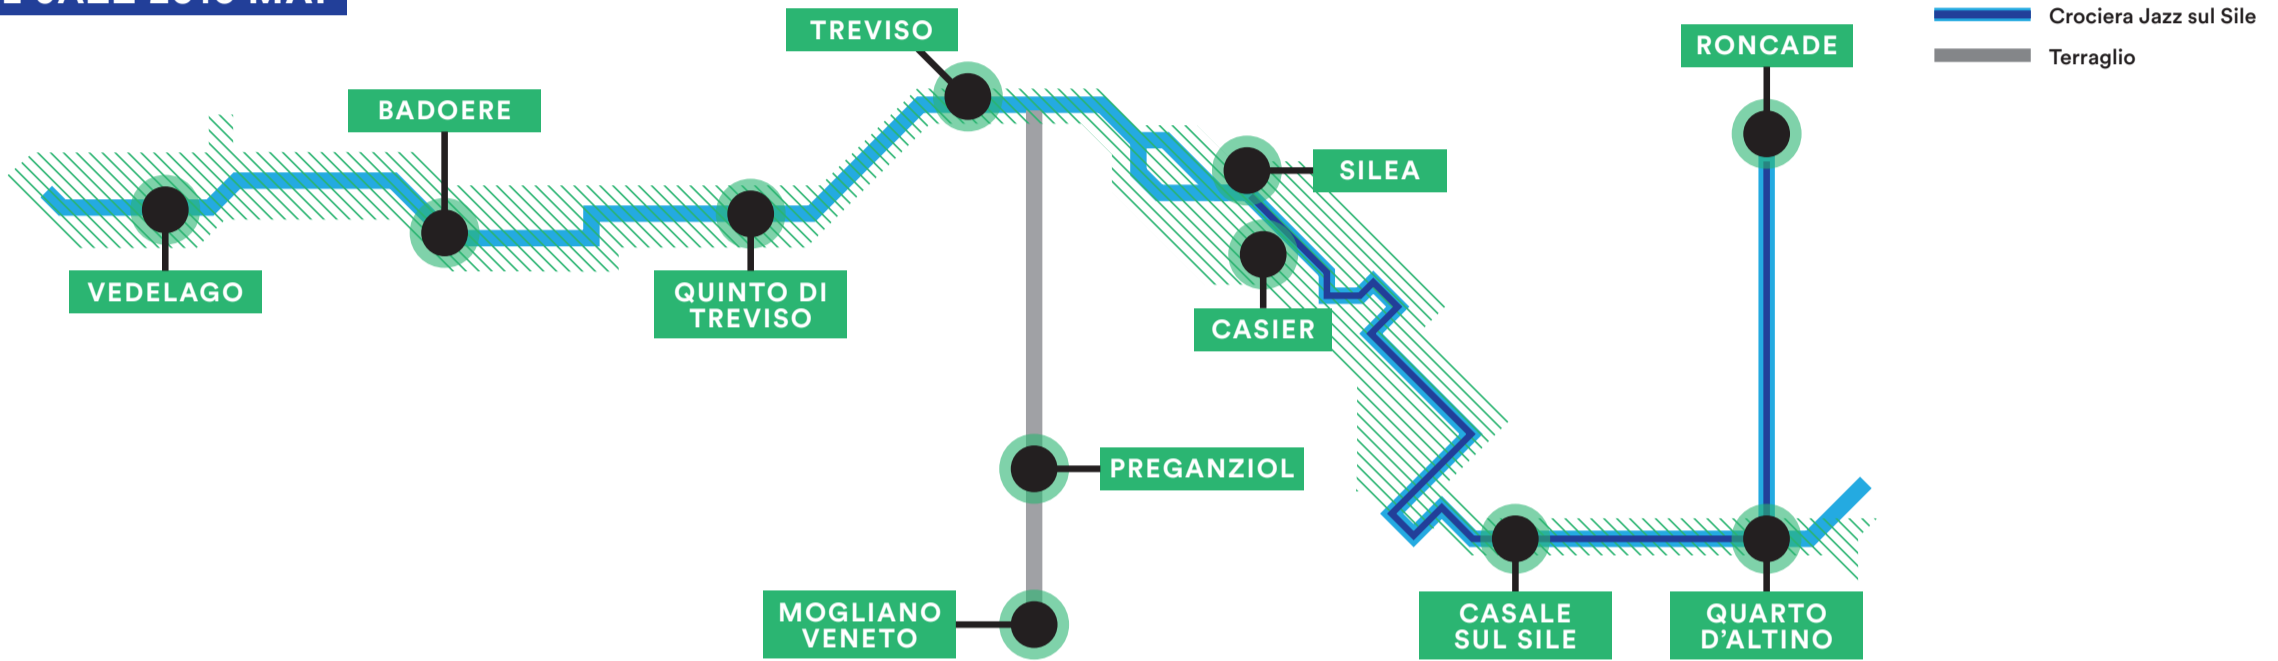 TREVISO
Crociera Jazz sul Sile
RONCADE
Terraglio
BADOERE
SILEA
VEDELAGO
QUINTO DI
TREVISO
CASIER
PREGANZIOL
MOGLIANO
VENETO
CASALE
SUL SILE
QUARTO
D'ALTINO